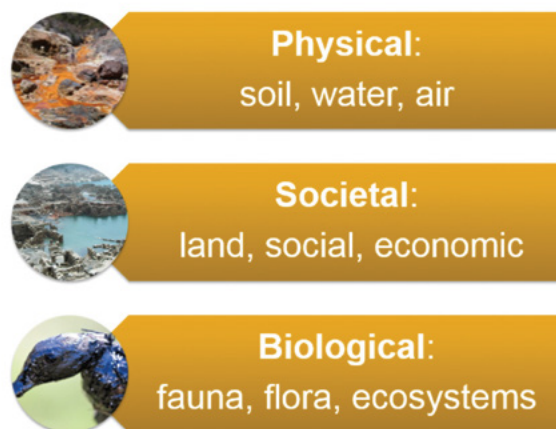 Physical:
soil, water, air
Societal:
land, social, economic
Biological:
fauna, flora, ecosystems